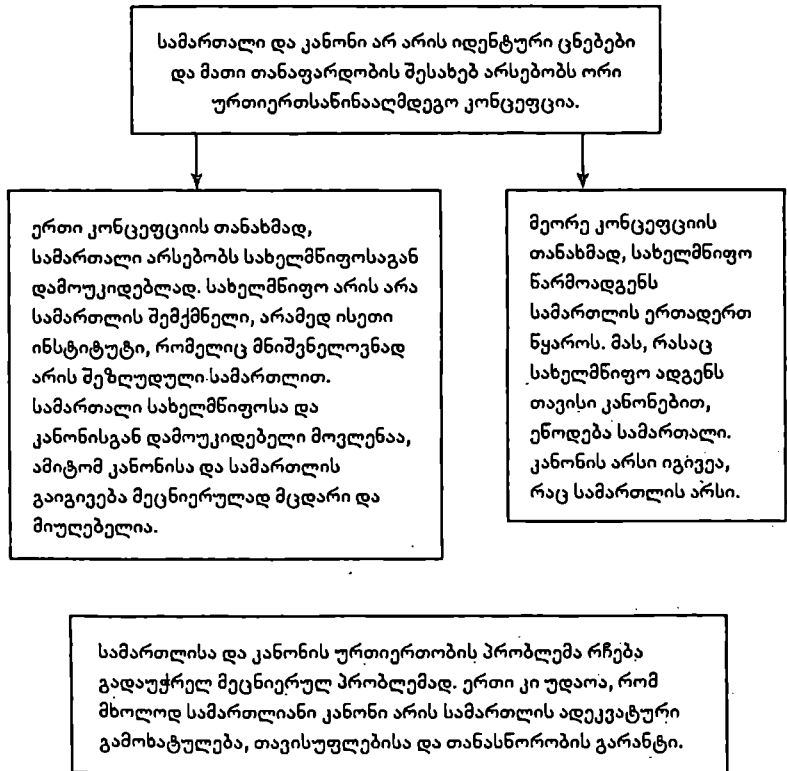 სამართალი და კანონი არ არის იდენტური ცნებები
და მათი თანაფარდობის შესახებ არსებობს ორი
ურთიერთსაწინააღმდეგო კონცეფცია.
ერთი კონცეფციის თანახმად,
სამართალი არსებობს სახელმწიფოსაგან
დამოუკიდებლად. სახელმწიფო არის არა
სამართლის შემქმნელი, არამედ ისეთი
ინსტიტუტი, რომელიც მნიშვნელოვნად
არის შეზღუდული სამართლით.
სამართალი სახელმწიფოსა და
კანონისგან დამოუკიდებელი მოვლენაა,
ამიტომ კანონისა და სამართლის
გაიგივება მეცნიერულად მცდარი და
მიუღებელია.
მეორე კონცეფციის
თანახმად, სახელმწიფო
წარმოადგენს
სამართლის ერთადერთ
წყაროს. მას, რასაც
სახელმწიფო ადგენს
თავისი კანონებით,
ეწოდება სამართალი.
კანონის არსი იგივეა,
რაც სამართლის არსი.
სამართლისა და კანონის ურთიერთობის პრობლემა რჩება
გადაუჭრელ მეცნიერულ პრობლემად. ერთი კი უდაოა, რომ
მხოლოდ სამართლიანი კანონი არის სამართლის ადეკვატური
გამოხატულება, თავისუფლებისა და თანასწორობის გარანტი.